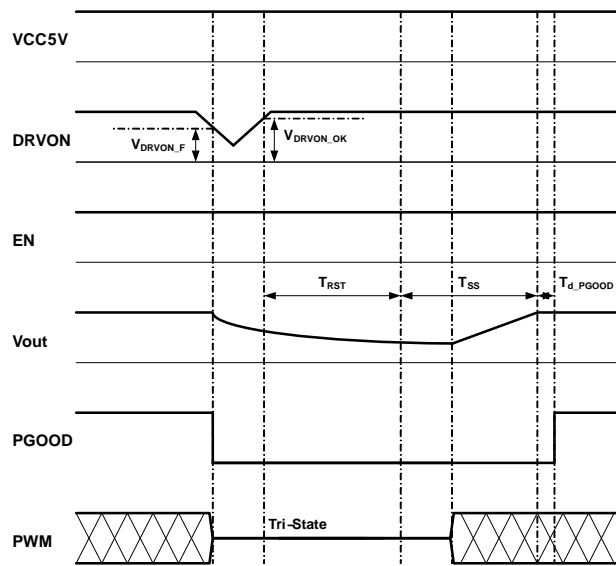 VCC5V
DRVON
VDRVON_F
VDRVON_OK
EN
TRST
TSS
Td_PGOOD
Vout
PGOOD
Tri-State
PWM